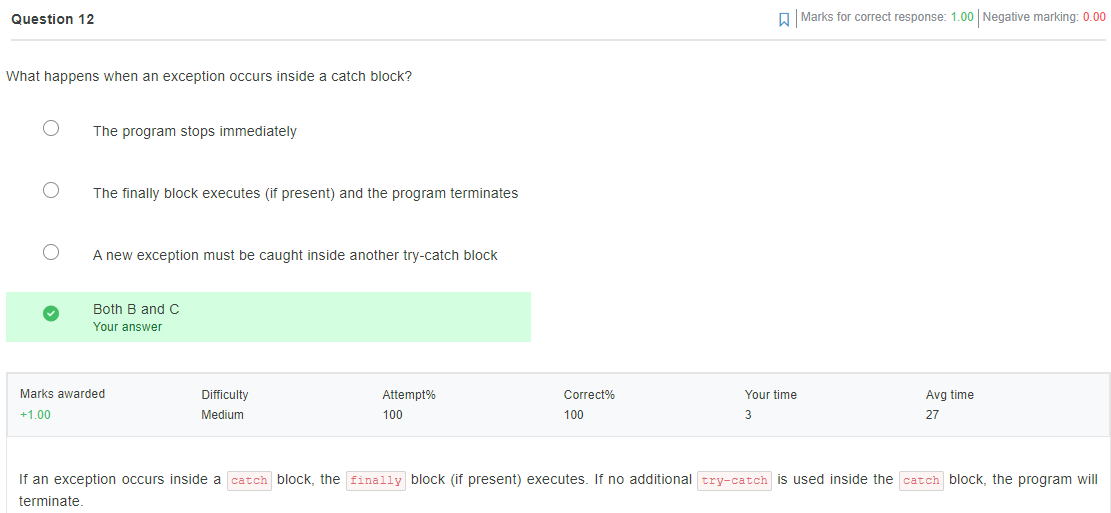 Question 12
Marks for correct response: 1.00 Negative marking: 0.00
What happens when an exception occurs inside a catch block?
The program stops immediately
The finally block executes (if present) and the program terminates
A new exception must be caught inside another try-catch block
Both B and C
Your answer
Marks awarded Difficulty Attempt% Correct% Your time Avg time
+1.00 Medium 100 100 3 27
If an exception occurs inside a catch block, the finally block (if present) executes. If no additional try-catch is used inside the catch block, the program will
terminate.